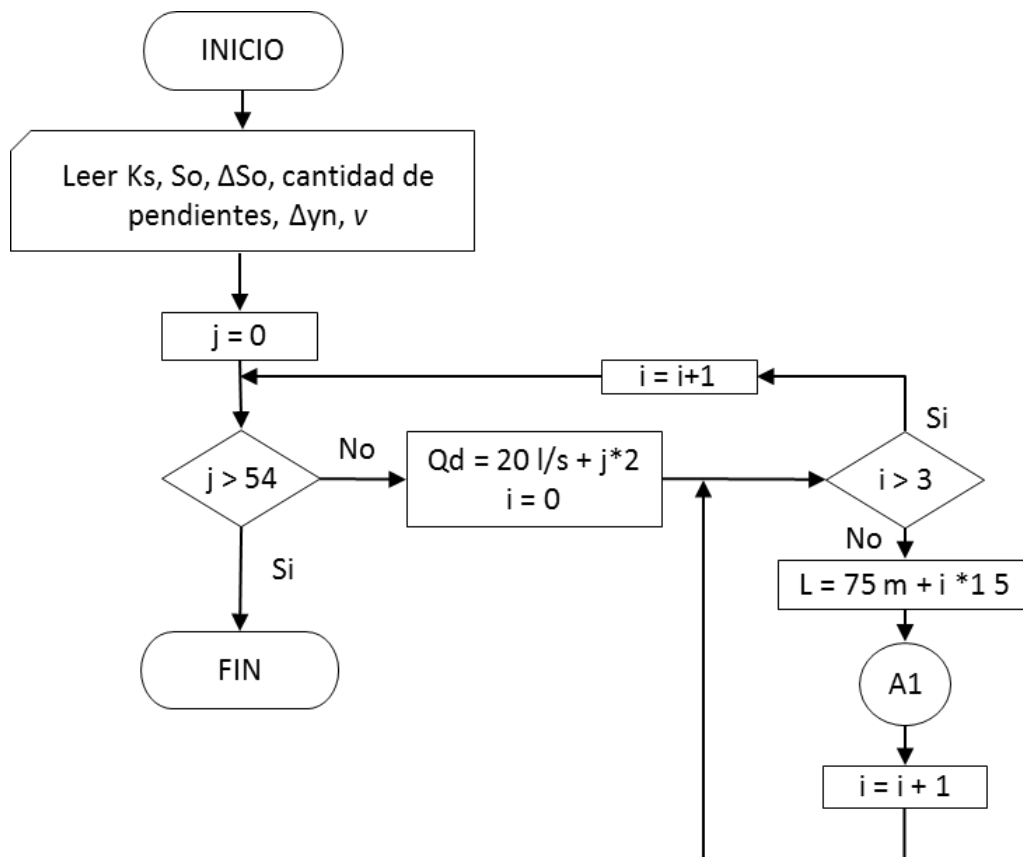 INICIO
Leer Ks, So, ΔSo, cantidad de
pendientes, Δyn, v
j = 0
i = i+1
Si
j > 54
No
Qd = 20 l/s + j*2
i = 0
i > 3
No
Si
L = 75 m + i *1 5
FIN
A1
i = i + 1